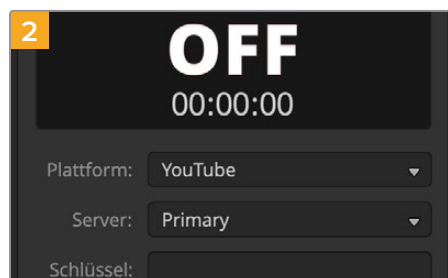 2
OFF
00:00:00
Plattform: YouTube
Server: Primary
Schlüssel: